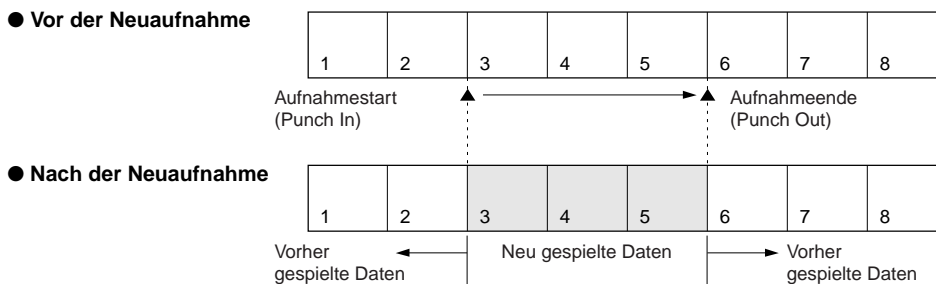 ● Vor der Neuaufnahme
1 2 3 4 5 6 7 8
Aufnahmestart
(Punch In)
Aufnahmeende
(Punch Out)
● Nach der Neuaufnahme
1 2 3 4 5 6 7 8
Vorher
gespielte Daten
Neu gespielte Daten
Vorher
gespielte Daten